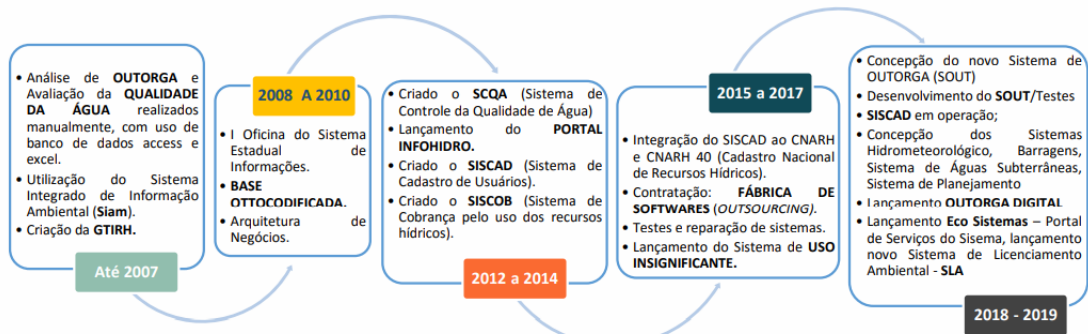 • Análise de OUTORGA e
Avaliação da QUALIDADE
DA ÁGUA realizados
manualmente, com uso de
banco de dados access e
excel.
• Utilização do Sistema
Integrado de Informação
Ambiental (Siam).
• Criação da GTIRH.
Até 2007
2008 A 2010
• I Oficina do Sistema
Estadual de
Informações.
• BASE
OTTOCODIFICADA.
• Arquitetura de
Negócios.
• Criado o SCQA (Sistema de
Controle da Qualidade de Água)
• Lançamento do PORTAL
INFOHIDRO.
• Criado o SISCAD (Sistema de
Cadastro de Usuários).
• Criado o SISCOB (Sistema de
Cobrança pelo uso dos recursos
hídricos).
2012 a 2014
2015 a 2017
• Integração do SISCAD ao CNARH
e CNARH 40 (Cadastro Nacional
de Recursos Hídricos).
• Contratação: FÁBRICA DE
SOFTWARES (OUTSOURCING).
• Testes e reparação de sistemas.
• Lançamento do Sistema de USO
INSIGNIFICANTE.
• Concepção do novo Sistema de
OUTORGA (SOUT)
• Desenvolvimento do SOUT/Testes
• SISCAD em operação;
• Concepção dos Sistemas
Hidrometeorológico, Barragens,
Sistema de Águas Subterrâneas,
Sistema de Planejamento
• Lançamento OUTORGA DIGITAL
• Lançamento Eco Sistemas – Portal
de Serviços do Sisema, lançamento
novo Sistema de Licenciamento
Ambiental - SLA
2018 - 2019